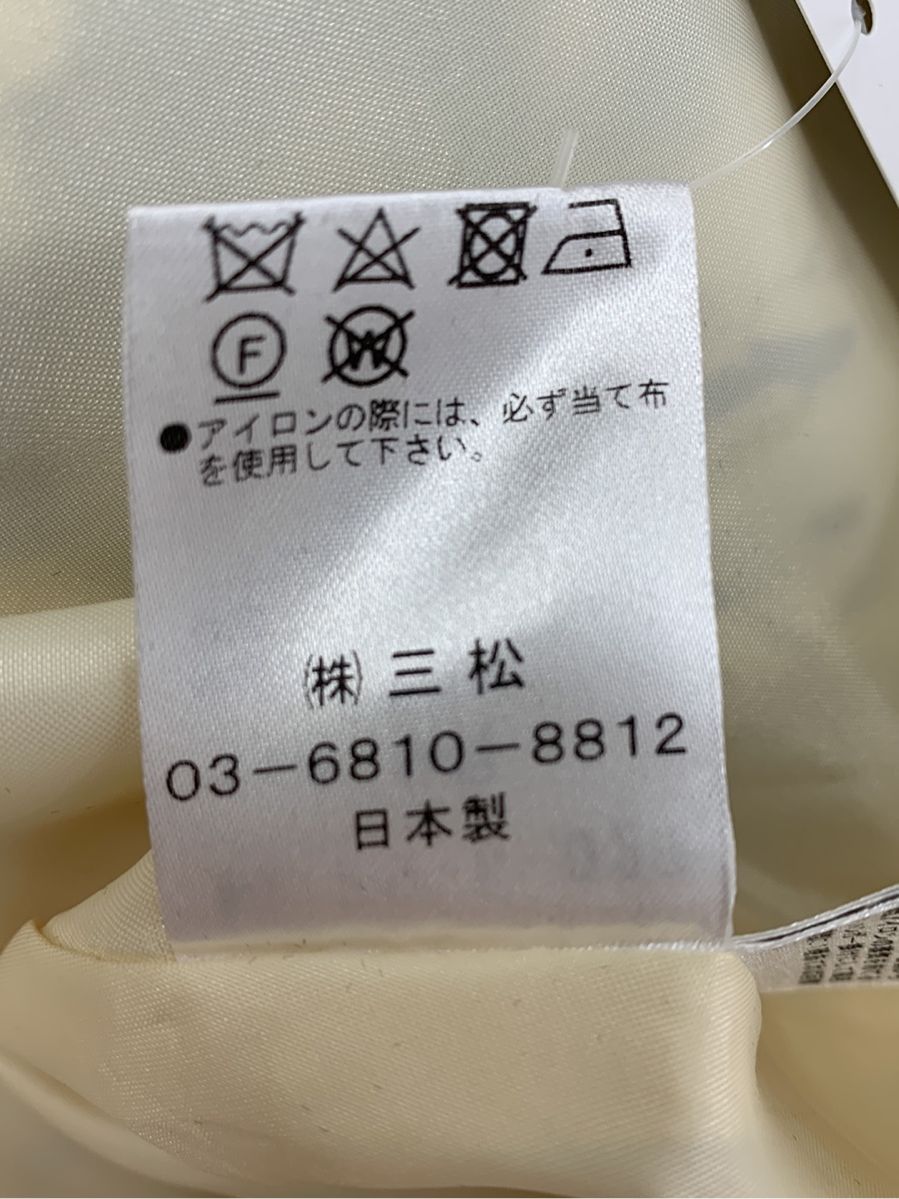 F W
●アイロンの際には、必ず当て布
を使用して下さい。
㈱三松
03-6810-8812
日本製